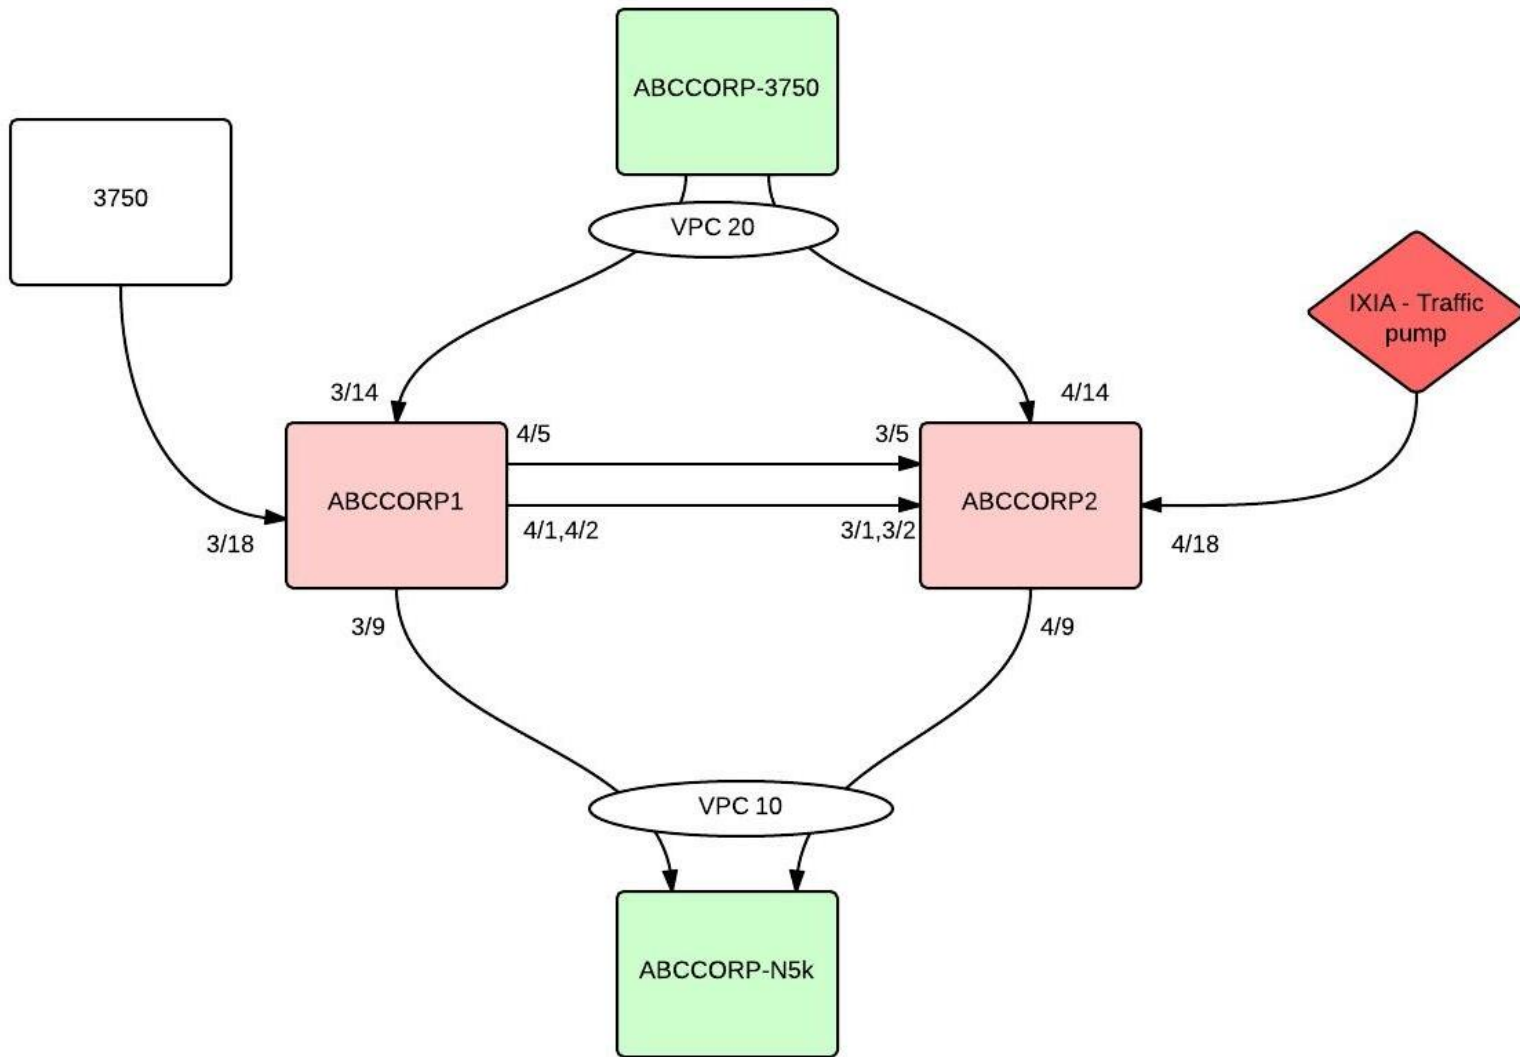 ABCCORP-3750
3750
VPC 20
IXIA - Traffic
pump
3/14
4/14
4/5
3/5
ABCCORP1
ABCCORP2
3/18
4/1,4/2
3/1,3/2
4/18
3/9
4/9
VPC 10
ABCCORP-N5k